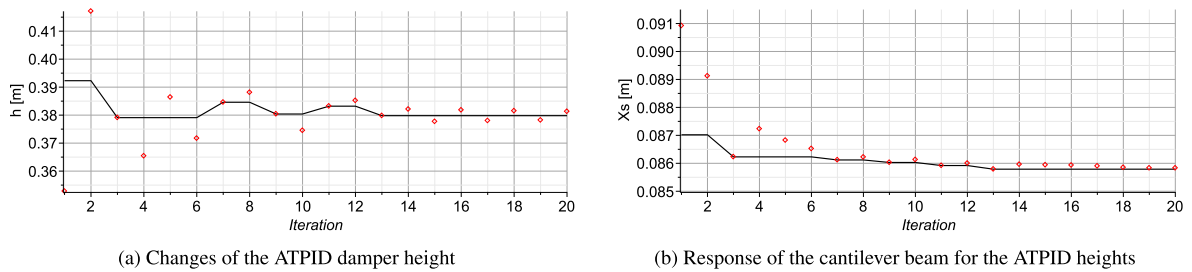 h [m]
0.41
0.40
0.39
0.38
0.37
0.36
2 4 6 8 10 12 14 16 18 20
Iteration
(a) Changes of the ATPID damper height
Xs [m]
0.091
0.090
0.089
0.088
0.087
0.086
0.085
2 4 6 8 10 12 14 16 18 20
Iteration
(b) Response of the cantilever beam for the ATPID heights